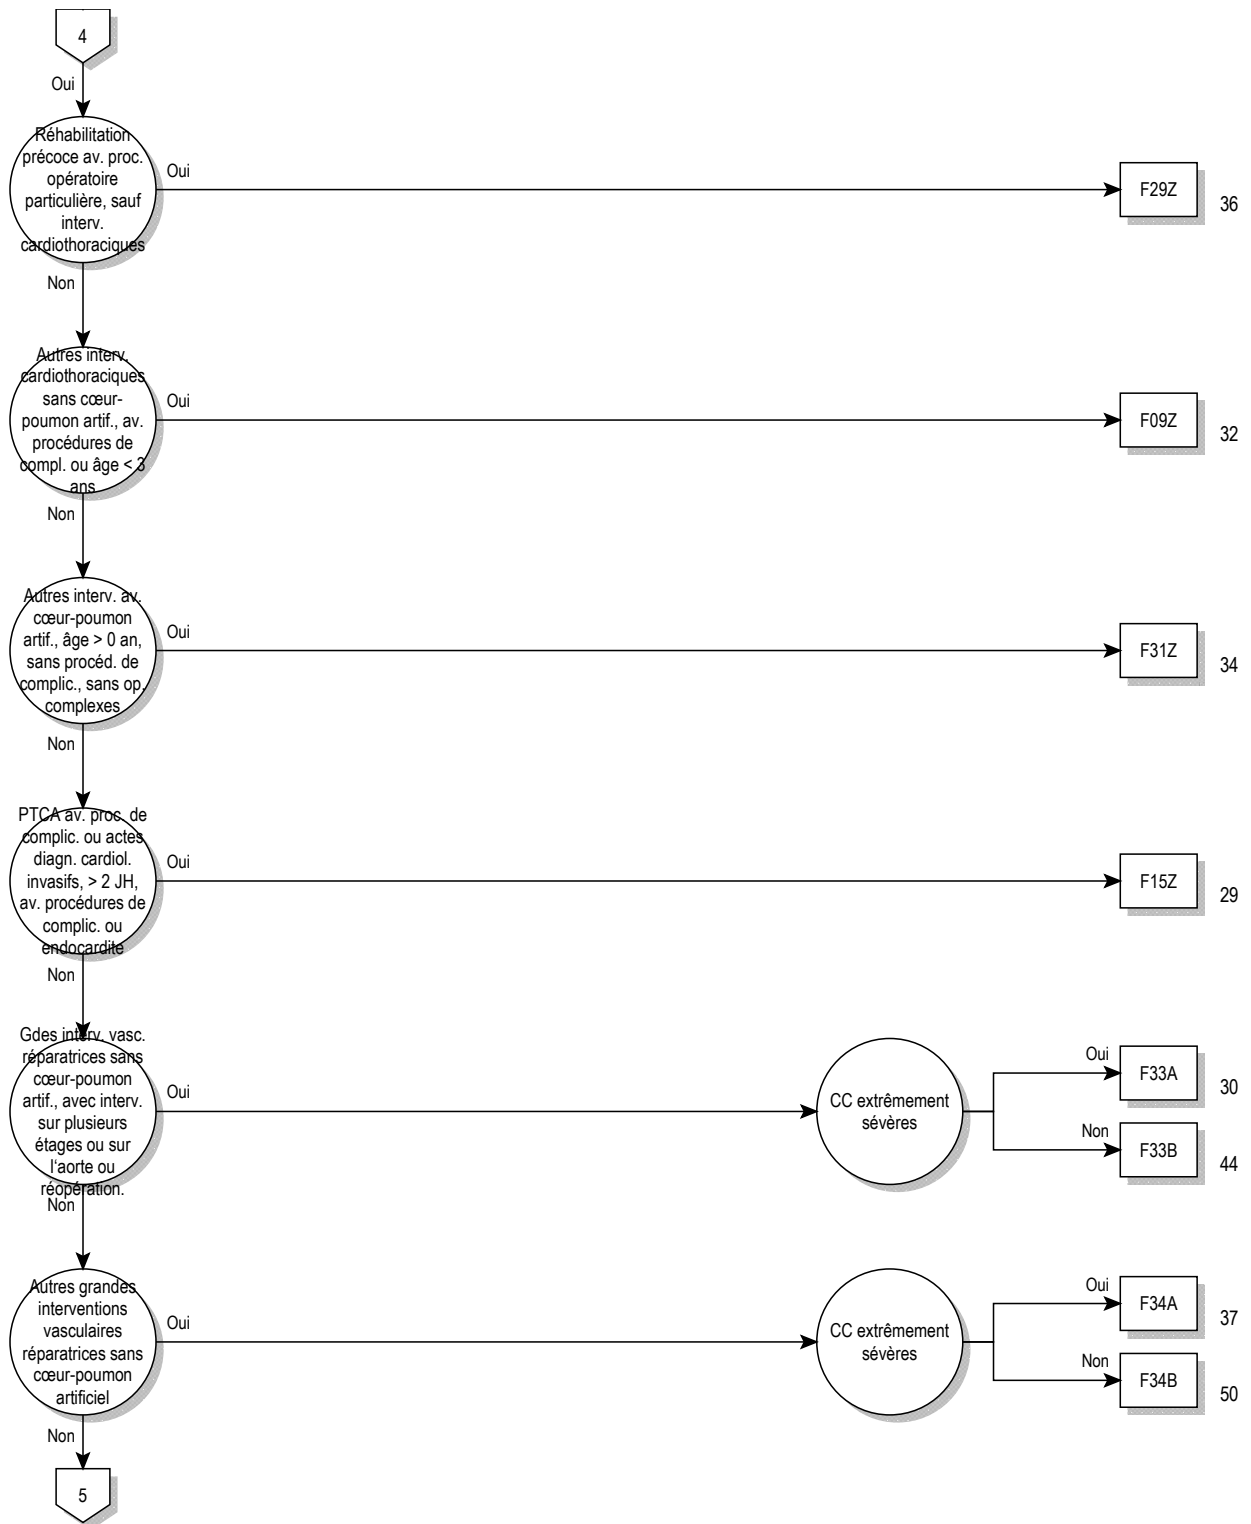 4
Oui
Réhabilitation
précoce av. proc.
opératoire
particulière, sauf
interv.
cardiothoraciques
Oui
F29Z
36
Non
Autres interv.
cardiothoraciques
sans cœur-
poumon artif., av.
procédures de
compl. ou âge < 3
ans
Oui
F09Z
32
Non
Autres interv. av.
cœur-poumon
artif., âge > 0 an,
sans procéd. de
complic., sans op.
complexes
Oui
F31Z
34
Non
PTCA av. proc. de
complic. ou actes
diagn. cardiol.
invasifs, > 2 JH,
av. procédures de
complic. ou
endocardite
Oui
F15Z
29
Non
Gdes interv. vasc.
réparatrices sans
cœur-poumon
artif., avec interv.
sur plusieurs
étages ou sur
l'aorte ou
réopération.
Oui
CC extrêmement
sévères
Oui
F33A
30
Non
F33B
44
Non
Autres grandes
interventions
vasculaires
réparatrices sans
cœur-poumon
artificiel
Oui
CC extrêmement
sévères
Oui
F34A
37
Non
F34B
50
Non
5